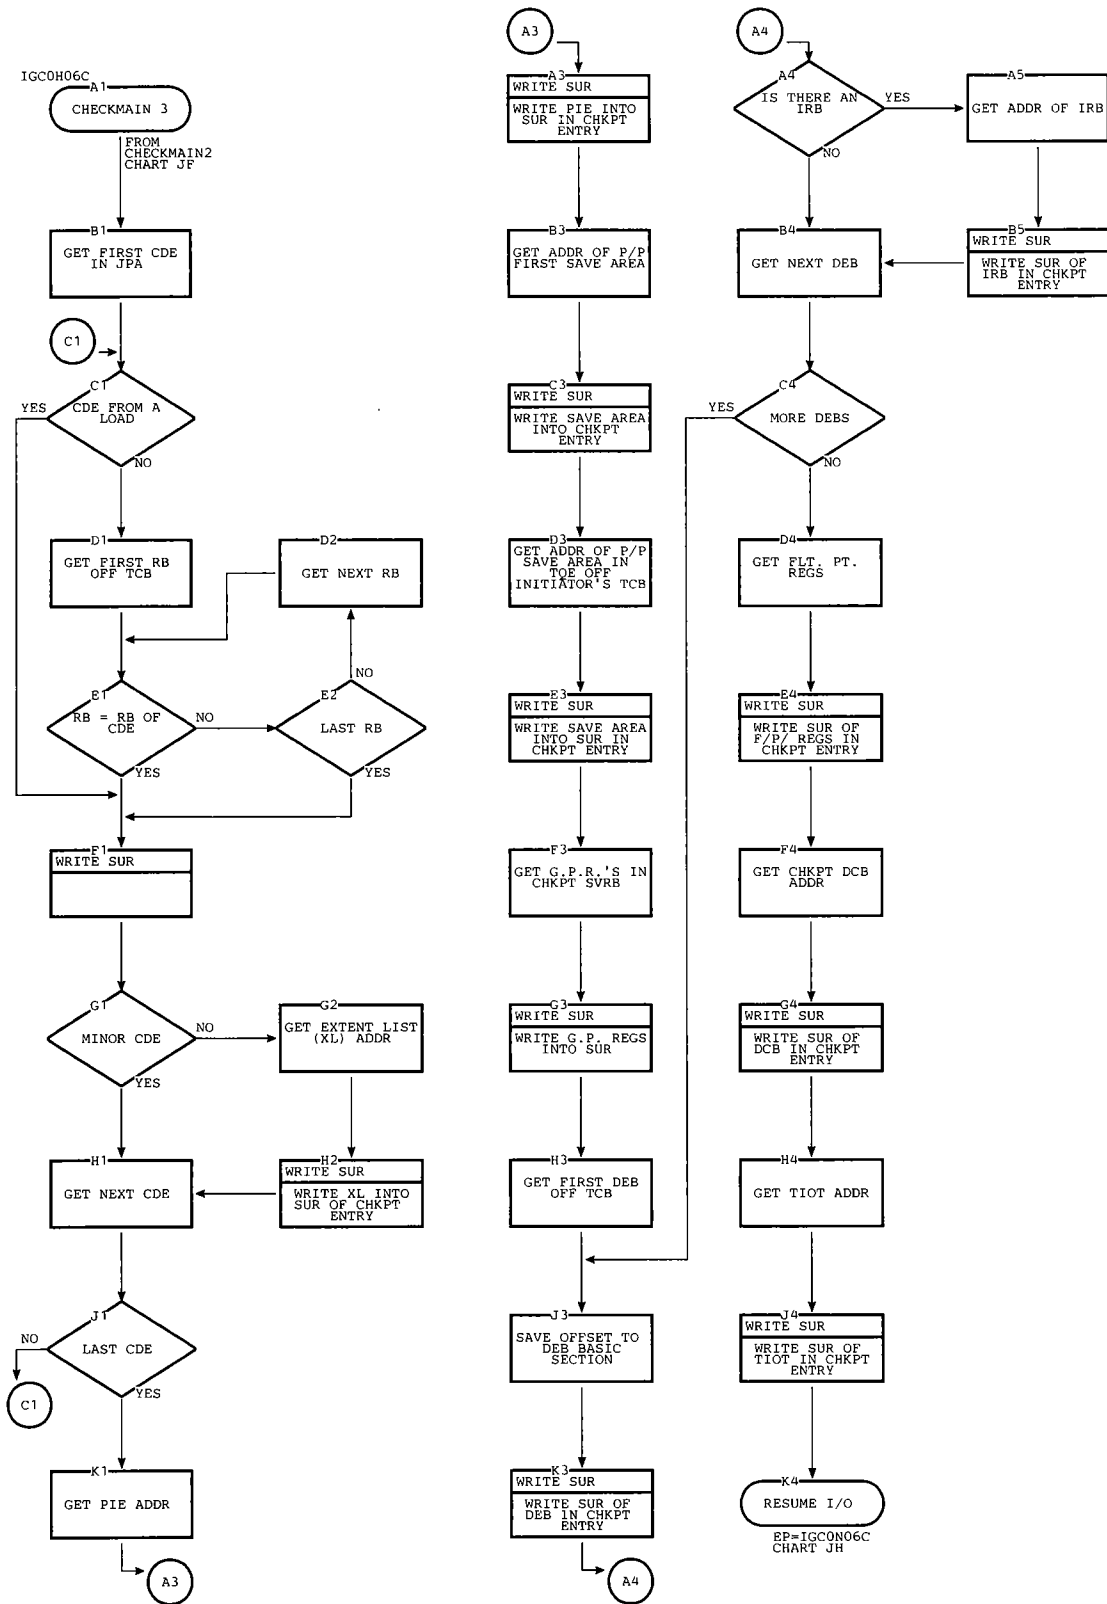 IGC0H06C
A1
CHECKMAIN 3
FROM
CHECKMAIN2
CHART JF
B1
GET FIRST CDE
IN JPA
C1
C1
CDE FROM A
LOAD
YES
NO
D1
GET FIRST RB
OFF TCB
D2
GET NEXT RB
E1
RB = RB OF
CDE
NO
YES
E2
LAST RB
NO
YES
F1
WRITE SUR
G1
MINOR CDE
NO
YES
G2
GET EXTENT LIST
(XL) ADDR
H1
GET NEXT CDE
H2
WRITE SUR
WRITE XL INTO
SUR OF CHKPT
ENTRY
J1
LAST CDE
NO
YES
C1
K1
GET PIE ADDR
A3
A3
A3
WRITE SUR
WRITE PIE INTO
SUR IN CHKPT
ENTRY
B3
GET ADDR OF P/P
FIRST SAVE AREA
C3
WRITE SUR
WRITE SAVE AREA
INTO CHKPT
ENTRY
D3
GET ADDR OF P/P
SAVE AREA IN
TQE OFF
INITIATOR'S TCB
E3
WRITE SUR
WRITE SAVE AREA
INTO SUR IN
CHKPT ENTRY
F3
GET G.P.R.'S IN
CHKPT SVRB
G3
WRITE SUR
WRITE G.P. REGS
INTO SUR
H3
GET FIRST DEB
OFF TCB
J3
SAVE OFFSET TO
DEB BASIC
SECTION
K3
WRITE SUR
WRITE SUR OF
DEB IN CHKPT
ENTRY
A4
A4
A4
IS THERE AN
IRB
YES
NO
A5
GET ADDR OF IRB
B4
GET NEXT DEB
B5
WRITE SUR
WRITE SUR OF
IRB IN CHKPT
ENTRY
C4
MORE DEBS
YES
NO
D4
GET FLT. PT.
REGS
E4
WRITE SUR
WRITE SUR OF
F/P/ REGS IN
CHKPT ENTRY
F4
GET CHKPT DCB
ADDR
G4
WRITE SUR
WRITE SUR OF
DCB IN CHKPT
ENTRY
H4
GET TIOT ADDR
J4
WRITE SUR
WRITE SUR OF
TIOT IN CHKPT
ENTRY
K4
RESUME I/O
EP=IGC0N06C
CHART JH